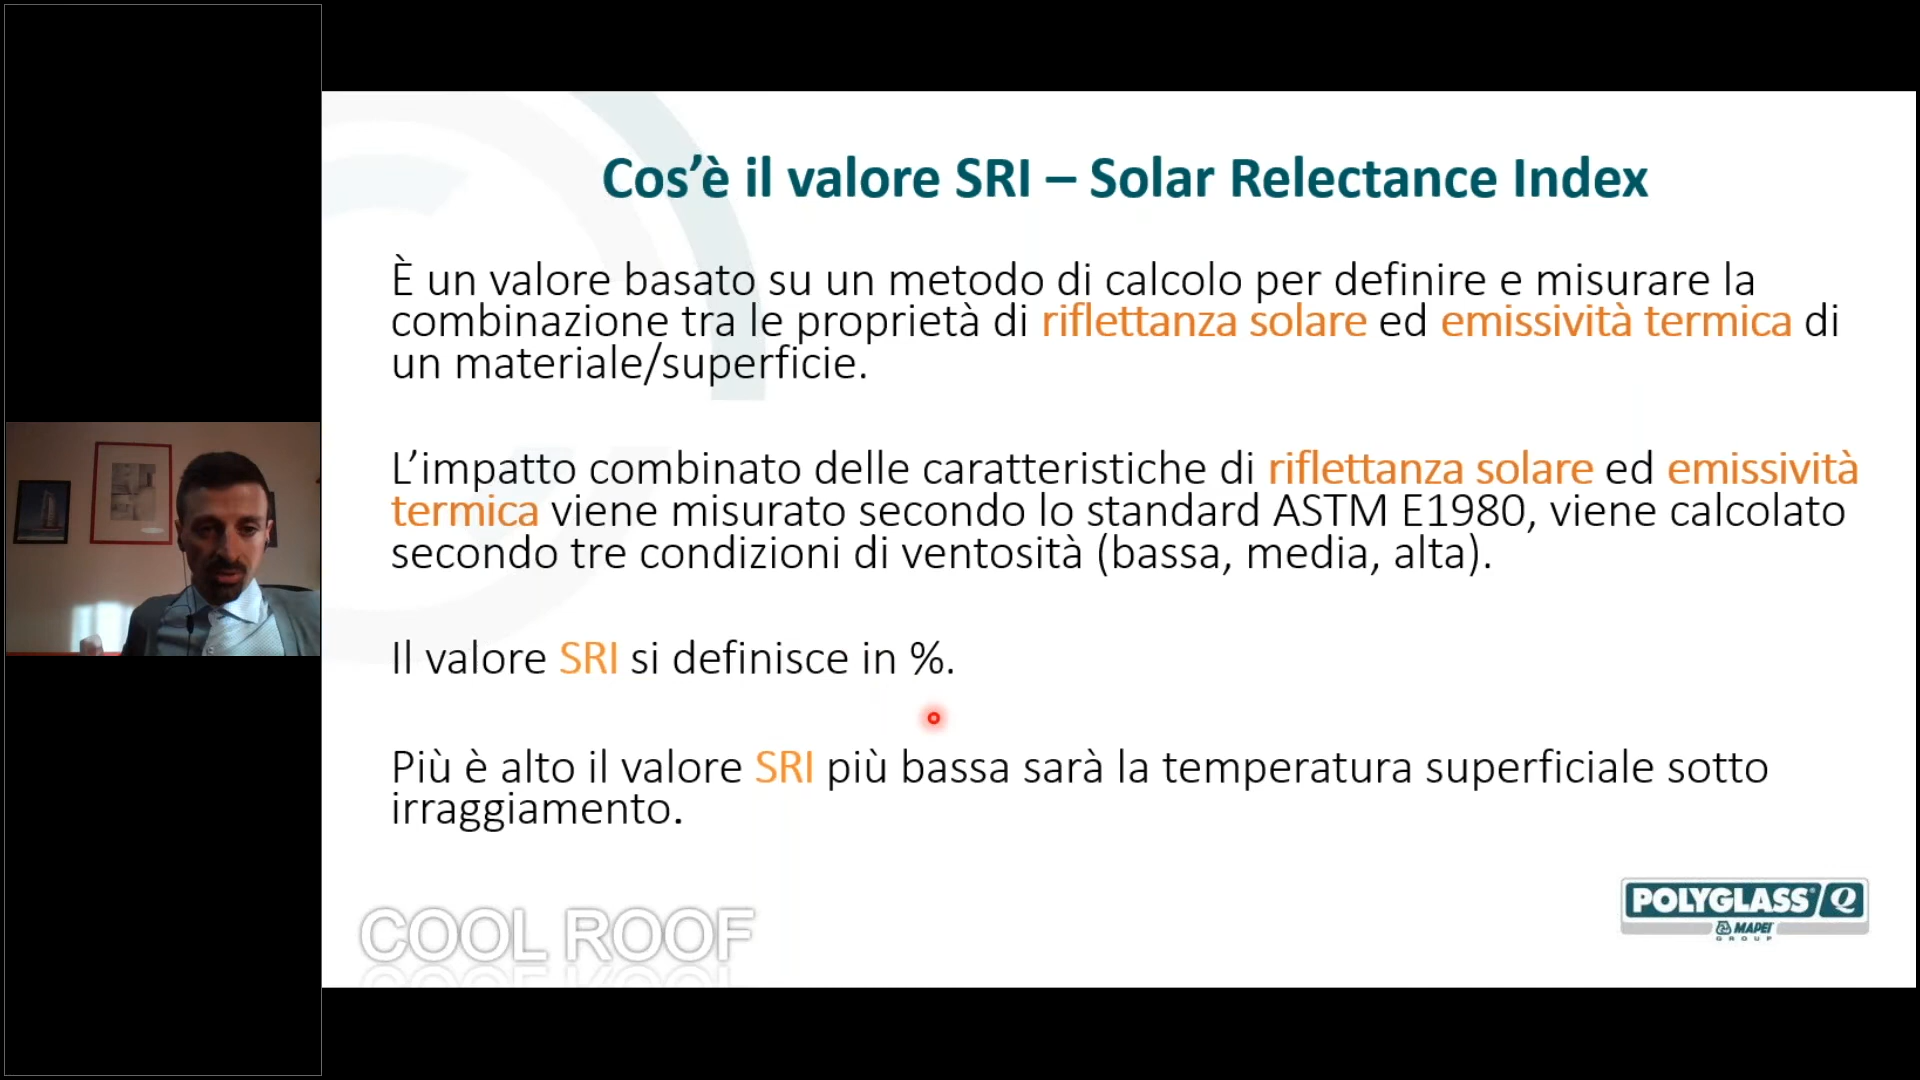 Cos’è il valore SRI – Solar Relectance Index
È un valore basato su un metodo di calcolo per definire e misurare la
combinazione tra le proprietà di riflettanza solare ed emissività termica di
un materiale/superficie.
L’impatto combinato delle caratteristiche di riflettanza solare ed emissività
termica viene misurato secondo lo standard ASTM E1980, viene calcolato
secondo tre condizioni di ventosità (bassa, media, alta).
Il valore SRI si definisce in %.
Più è alto il valore SRI più bassa sarà la temperatura superficiale sotto
irraggiamento.
COOL ROOF
POLYGLASS® Q
MAPEI
GROUP